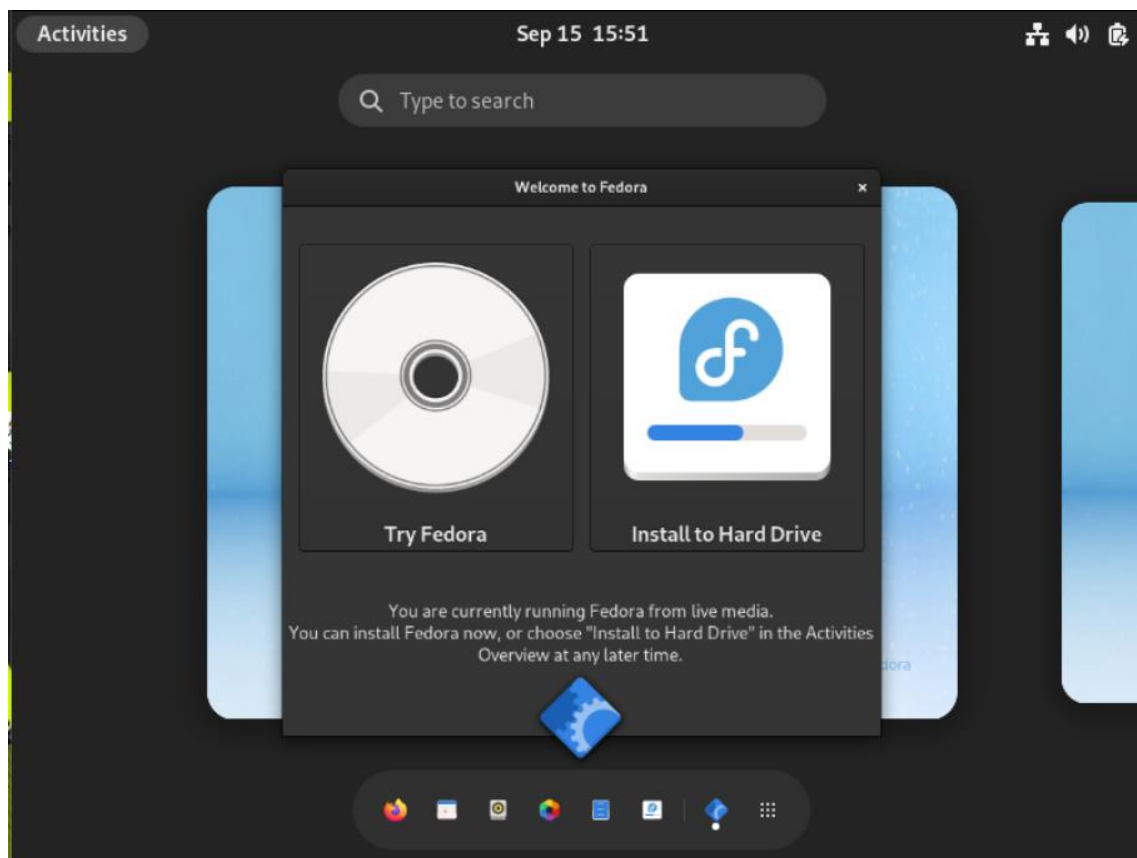 Activities
Sep 15 15:51
Type to search
Welcome to Fedora
Try Fedora
Install to Hard Drive
You are currently running Fedora from live media.
You can install Fedora now, or choose "Install to Hard Drive" in the Activities
Overview at any later time.
dora